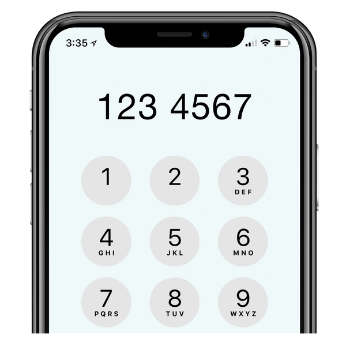 3:35
123 4567
1 2 3
DEF
4 5 6
GHI JKL MNO
7 8 9
PQRS TUV WXYZ